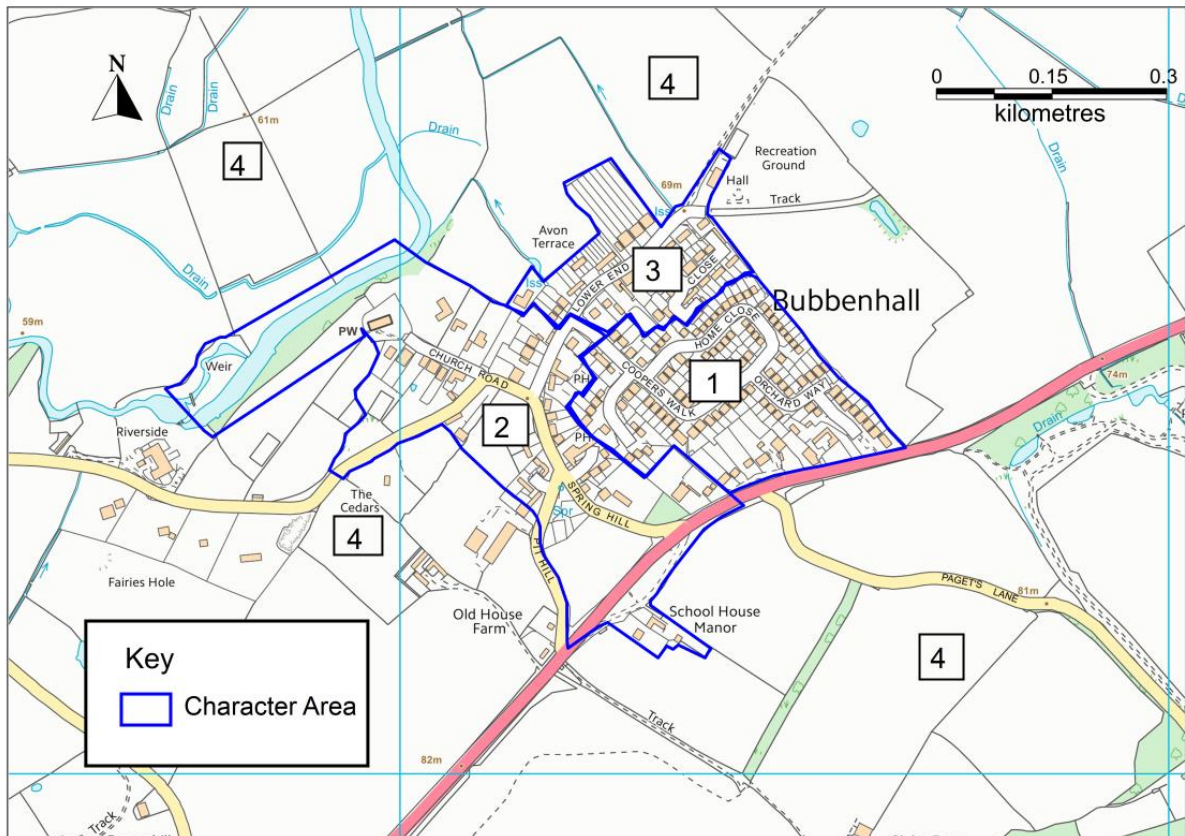 N
4
0
0.15
0.3
kilometres
Drain
Drain
61m
Drain
4
Drain
Recreation
Ground
Hall
Track
69m
Iss
Avon
Terrace
3
LOWER END
CLOSE
Iss
Bubbenhall
Drain
59m
PW
Weir
CHURCH ROAD
PH
HOME CLOSE
COOPERS WALK
1
ORCHARD WAY
74m
Drain
2
PH
Riverside
The
Cedars
SPRING HILL
Spr
4
PIT HILL
Fairies Hole
Old House
Farm
School House
Manor
PAGET'S LANE
81m
4
Key
Character Area
Track
82m
Track